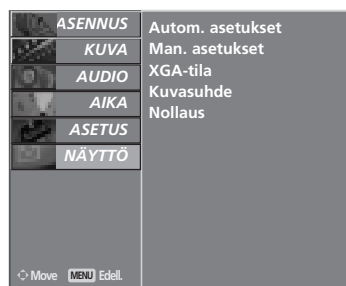 ASENNUS
KUVA
AUDIO
AIKA
ASETUS
NÄYTTÖ
Autom. asetukset
Man. asetukset
XGA-tila
Kuvasuhde
Nollaus
Move MENU Edell.